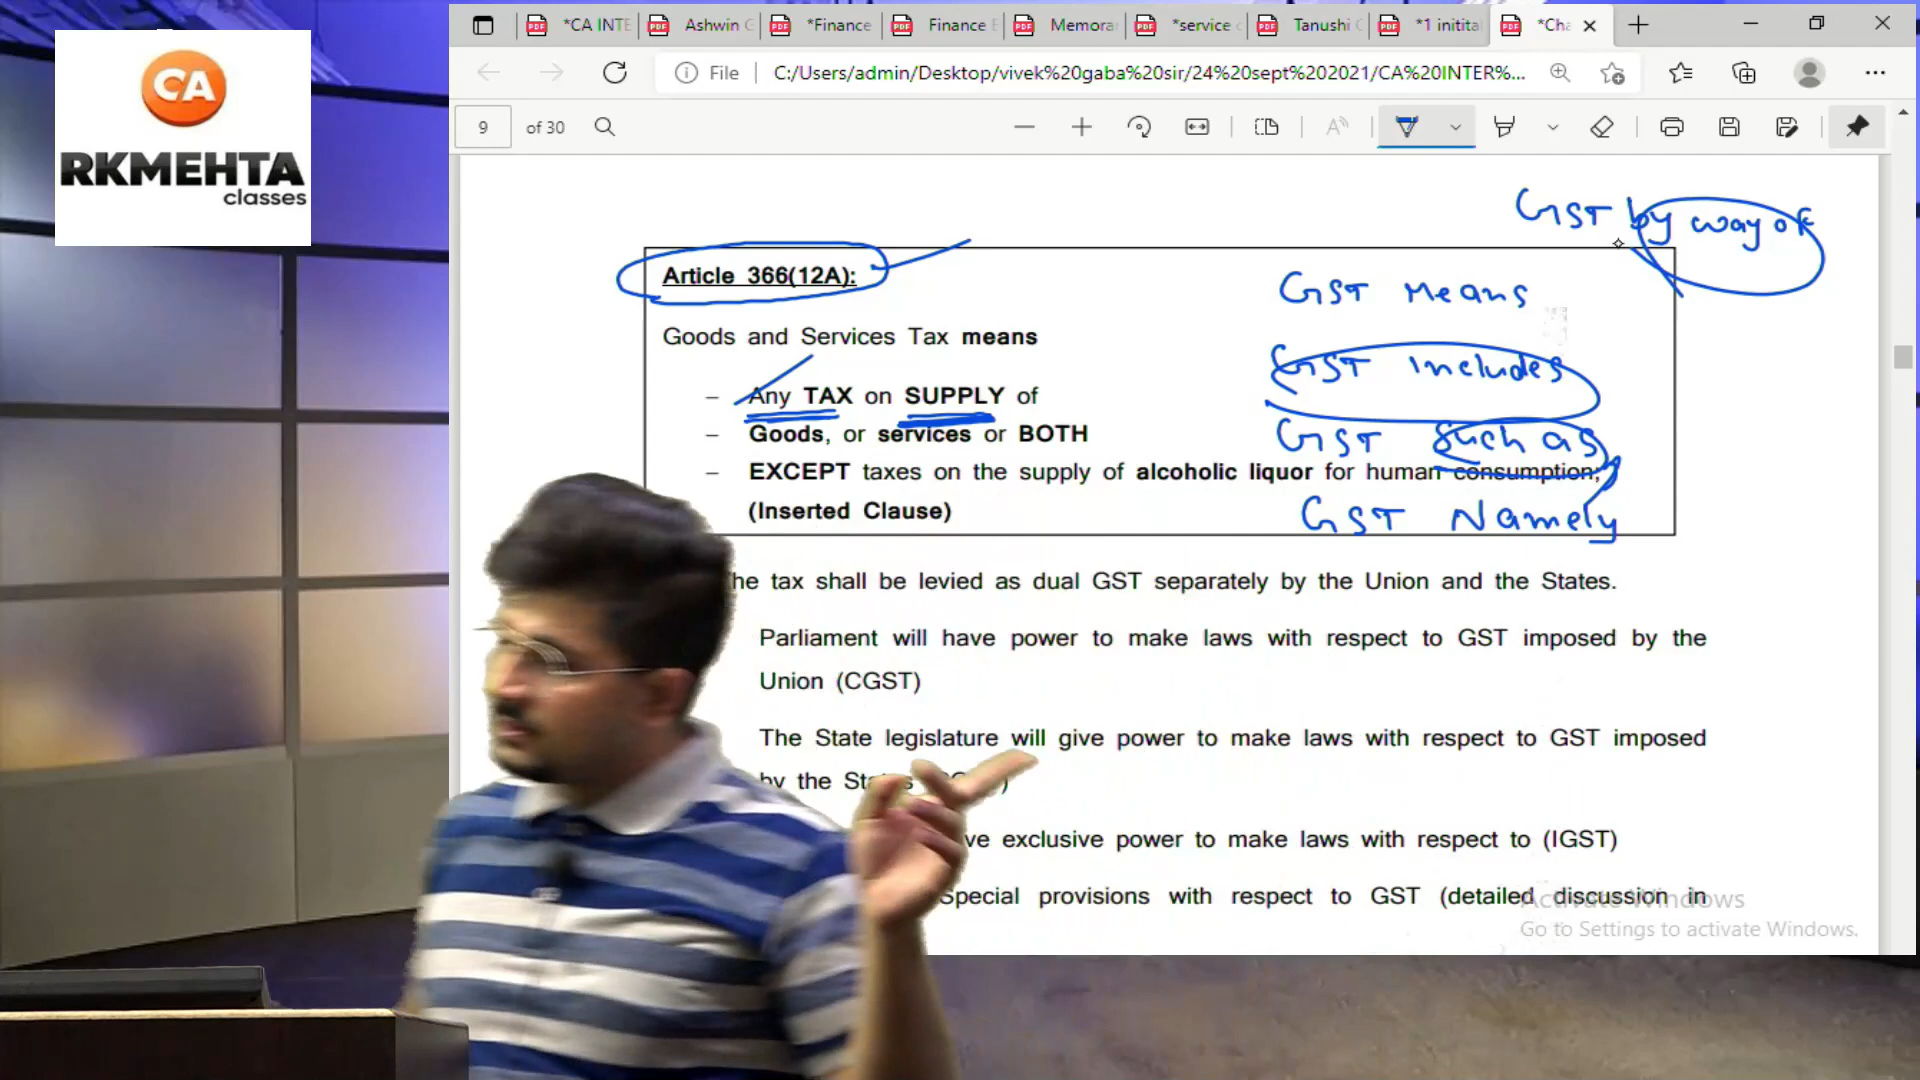 CA
RKMEHTA
classes
*CA INTE
Ashwin G
*Finance
Finance E
Memora
*service c
Tanushi C
*1 initital
*Cha
File
C:/Users/admin/Desktop/vivek%20gaba%20sir/24%20sept%202021/CA%20INTER%...
9 of 30
GST by way of
Article 366(12A):
GST Means
Goods and Services Tax means
GST includes
– Any TAX on SUPPLY of
– Goods, or services or BOTH
GST such as
– EXCEPT taxes on the supply of alcoholic liquor for human consumption;
(Inserted Clause)
GST Namely
he tax shall be levied as dual GST separately by the Union and the States.
Parliament will have power to make laws with respect to GST imposed by the
Union (CGST)
The State legislature will give power to make laws with respect to GST imposed
by the States
ve exclusive power to make laws with respect to (IGST)
Special provisions with respect to GST (detailed discussion in
Activate Windows
Go to Settings to activate Windows.